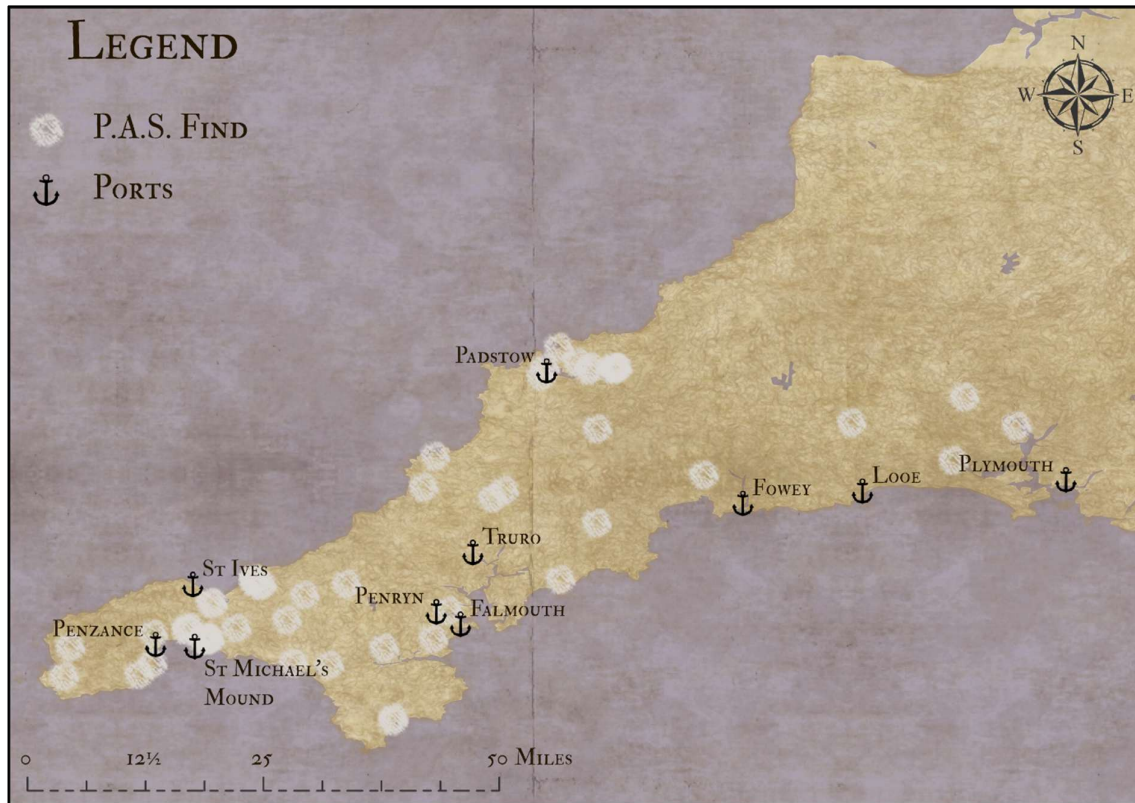 Legend
P.A.S. Find
Ports
N
W E
S
Padstow
Plymouth
Looe
Fowey
Truro
St Ives
Penryn
Falmouth
Penzance
St Michael's
Mound
0 12½ 25 50 Miles